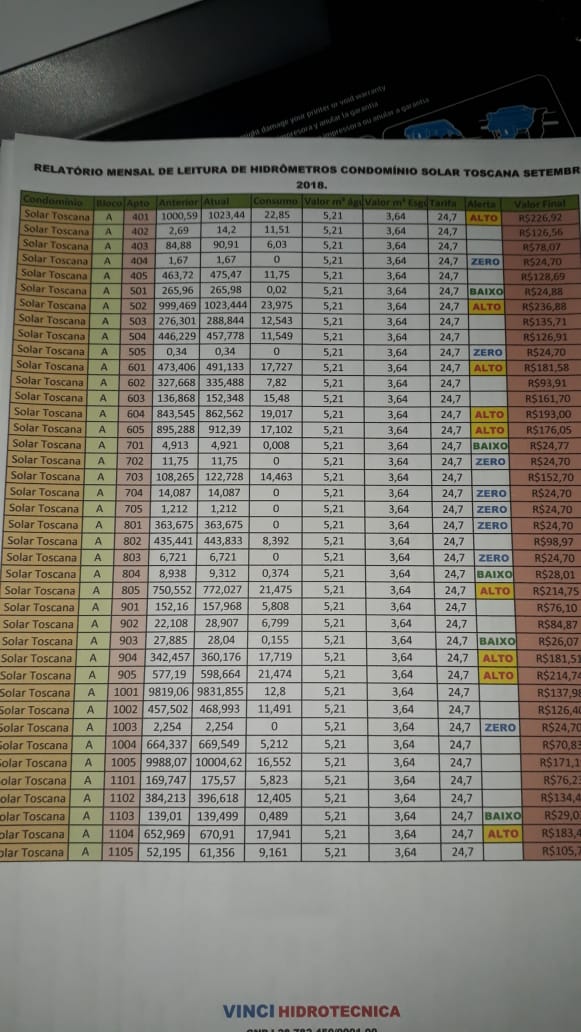 damage your printer or void warranty
impresora y anular la garantía
impressora ou anular a garantia
RELATÓRIO MENSAL DE LEITURA DE HIDRÔMETROS CONDOMÍNIO SOLAR TOSCANA SETEMBR
2018.
Condomínio Bloco Apto Anterior Atual Consumo Valor m³ águ Valor m³ Esgo Tarifa Alerta Valor Final
Solar Toscana A 401 1000,59 1023,44 22,85 5,21 3,64 24,7 ALTO R$226,92
Solar Toscana A 402 2,69 14,2 11,51 5,21 3,64 24,7 R$126,56
Solar Toscana A 403 84,88 90,91 6,03 5,21 3,64 24,7 R$78,07
Solar Toscana A 404 1,67 1,67 0 5,21 3,64 24,7 ZERO R$24,70
Solar Toscana A 405 463,72 475,47 11,75 5,21 3,64 24,7 R$128,69
Solar Toscana A 501 265,96 265,98 0,02 5,21 3,64 24,7 BAIXO R$24,88
Solar Toscana A 502 999,469 1023,444 23,975 5,21 3,64 24,7 ALTO R$236,88
Solar Toscana A 503 276,301 288,844 12,543 5,21 3,64 24,7 R$135,71
Solar Toscana A 504 446,229 457,778 11,549 5,21 3,64 24,7 R$126,91
Solar Toscana A 505 0,34 0,34 0 5,21 3,64 24,7 ZERO R$24,70
Solar Toscana A 601 473,406 491,133 17,727 5,21 3,64 24,7 ALTO R$181,58
Solar Toscana A 602 327,668 335,488 7,82 5,21 3,64 24,7 R$93,91
Solar Toscana A 603 136,868 152,348 15,48 5,21 3,64 24,7 R$161,70
Solar Toscana A 604 843,545 862,562 19,017 5,21 3,64 24,7 ALTO R$193,00
Solar Toscana A 605 895,288 912,39 17,102 5,21 3,64 24,7 ALTO R$176,05
Solar Toscana A 701 4,913 4,921 0,008 5,21 3,64 24,7 BAIXO R$24,77
Solar Toscana A 702 11,75 11,75 0 5,21 3,64 24,7 ZERO R$24,70
Solar Toscana A 703 108,265 122,728 14,463 5,21 3,64 24,7 R$152,70
Solar Toscana A 704 14,087 14,087 0 5,21 3,64 24,7 ZERO R$24,70
Solar Toscana A 705 1,212 1,212 0 5,21 3,64 24,7 ZERO R$24,70
Solar Toscana A 801 363,675 363,675 0 5,21 3,64 24,7 ZERO R$24,70
Solar Toscana A 802 435,441 443,833 8,392 5,21 3,64 24,7 R$98,97
Solar Toscana A 803 6,721 6,721 0 5,21 3,64 24,7 ZERO R$24,70
Solar Toscana A 804 8,938 9,312 0,374 5,21 3,64 24,7 BAIXO R$28,01
Solar Toscana A 805 750,552 772,027 21,475 5,21 3,64 24,7 ALTO R$214,75
Solar Toscana A 901 152,16 157,968 5,808 5,21 3,64 24,7 R$76,10
Solar Toscana A 902 22,108 28,907 6,799 5,21 3,64 24,7 R$84,87
Solar Toscana A 903 27,885 28,04 0,155 5,21 3,64 24,7 BAIXO R$26,07
Solar Toscana A 904 342,457 360,176 17,719 5,21 3,64 24,7 ALTO R$181,51
Solar Toscana A 905 577,19 598,664 21,474 5,21 3,64 24,7 ALTO R$214,74
Solar Toscana A 1001 9819,06 9831,855 12,8 5,21 3,64 24,7 R$137,98
Solar Toscana A 1002 457,502 468,993 11,491 5,21 3,64 24,7 R$126,40
Solar Toscana A 1003 2,254 2,254 0 5,21 3,64 24,7 ZERO R$24,70
Solar Toscana A 1004 664,337 669,549 5,212 5,21 3,64 24,7 R$70,83
Solar Toscana A 1005 9988,07 10004,62 16,552 5,21 3,64 24,7 R$171,1
olar Toscana A 1101 169,747 175,57 5,823 5,21 3,64 24,7 R$76,23
olar Toscana A 1102 384,213 396,618 12,405 5,21 3,64 24,7 R$134,4
olar Toscana A 1103 139,01 139,499 0,489 5,21 3,64 24,7 BAIXO R$29,0
olar Toscana A 1104 652,969 670,91 17,941 5,21 3,64 24,7 ALTO R$183,4
olar Toscana A 1105 52,195 61,356 9,161 5,21 3,64 24,7 R$105,7
VINCI HIDROTECNICA